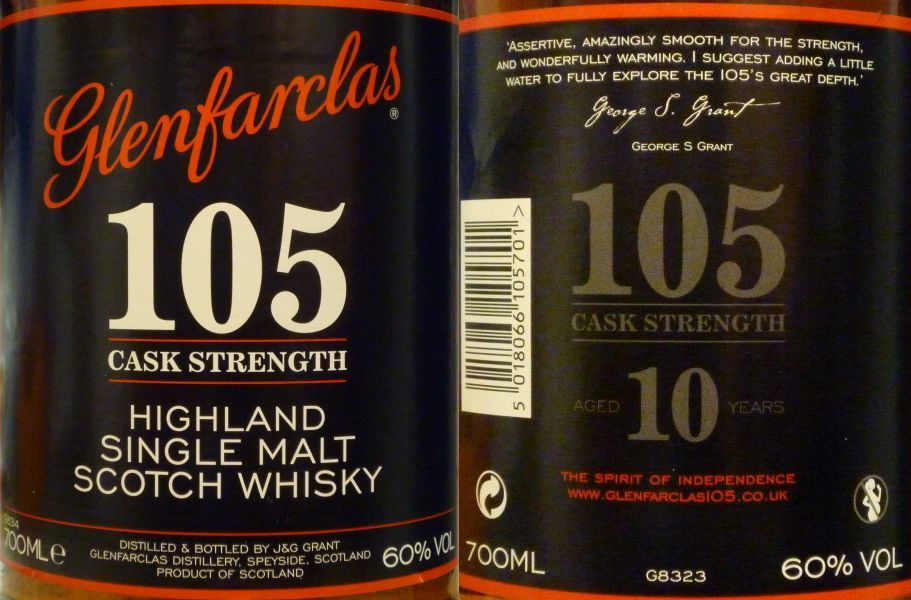 Glenfarclas®
105
CASK STRENGTH
HIGHLAND
SINGLE MALT
SCOTCH WHISKY
G834
700ML e
DISTILLED & BOTTLED BY J&G GRANT
GLENFARCLAS DISTILLERY, SPEYSIDE, SCOTLAND
PRODUCT OF SCOTLAND
60% VOL
'ASSERTIVE, AMAZINGLY SMOOTH FOR THE STRENGTH,
AND WONDERFULLY WARMING. I SUGGEST ADDING A LITTLE
WATER TO FULLY EXPLORE THE 105'S GREAT DEPTH.'
George S. Grant
GEORGE S GRANT
105
CASK STRENGTH
AGED 10 YEARS
5 018066 105701 >
THE SPIRIT OF INDEPENDENCE
WWW.GLENFARCLAS105.CO.UK
700ML
G8323
60% VOL